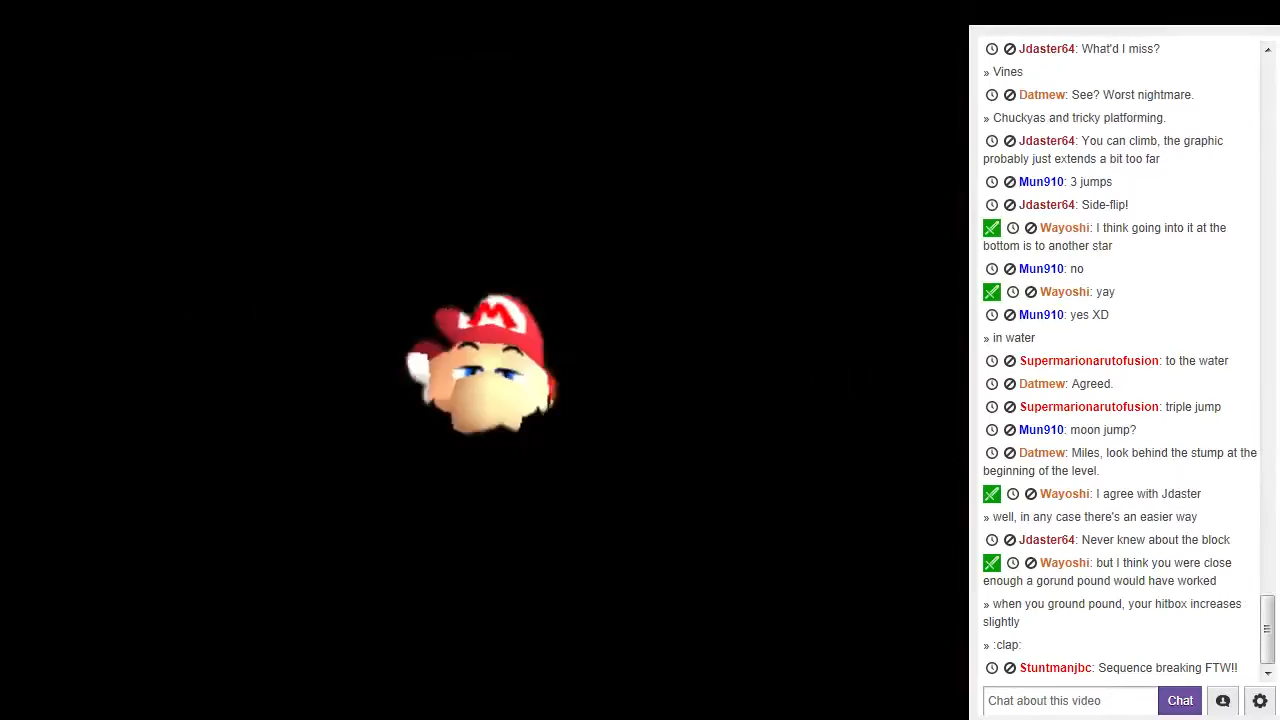 Jdaster64: What'd I miss?
» Vines
Datmew: See? Worst nightmare.
» Chuckyas and tricky platforming.
Jdaster64: You can climb, the graphic
probably just extends a bit too far
Mun910: 3 jumps
Jdaster64: Side-flip!
Wayoshi: I think going into it at the
bottom is to another star
Mun910: no
Wayoshi: yay
Mun910: yes XD
» in water
Supermarionarutofusion: to the water
Datmew: Agreed.
Supermarionarutofusion: triple jump
Mun910: moon jump?
Datmew: Miles, look behind the stump at the
beginning of the level.
Wayoshi: I agree with Jdaster
» well, in any case there's an easier way
Jdaster64: Never knew about the block
Wayoshi: but I think you were close
enough a gorund pound would have worked
» when you ground pound, your hitbox increases
slightly
» :clap:
Stuntmanjbc: Sequence breaking FTW!!
Chat about this video
Chat
M